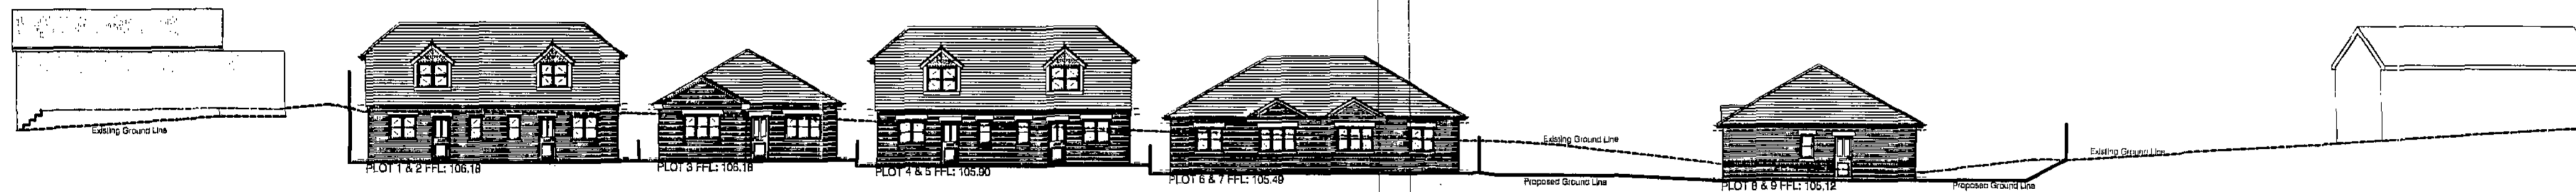 Existing Ground Line
PLOT 1 & 2 FFL: 106.18
PLOT 3 FFL: 106.18
PLOT 4 & 5 FFL: 105.90
PLOT 6 & 7 FFL: 105.49
Existing Ground Line
Proposed Ground Line
PLOT 8 & 9 FFL: 105.12
Proposed Ground Line
Existing Ground Line